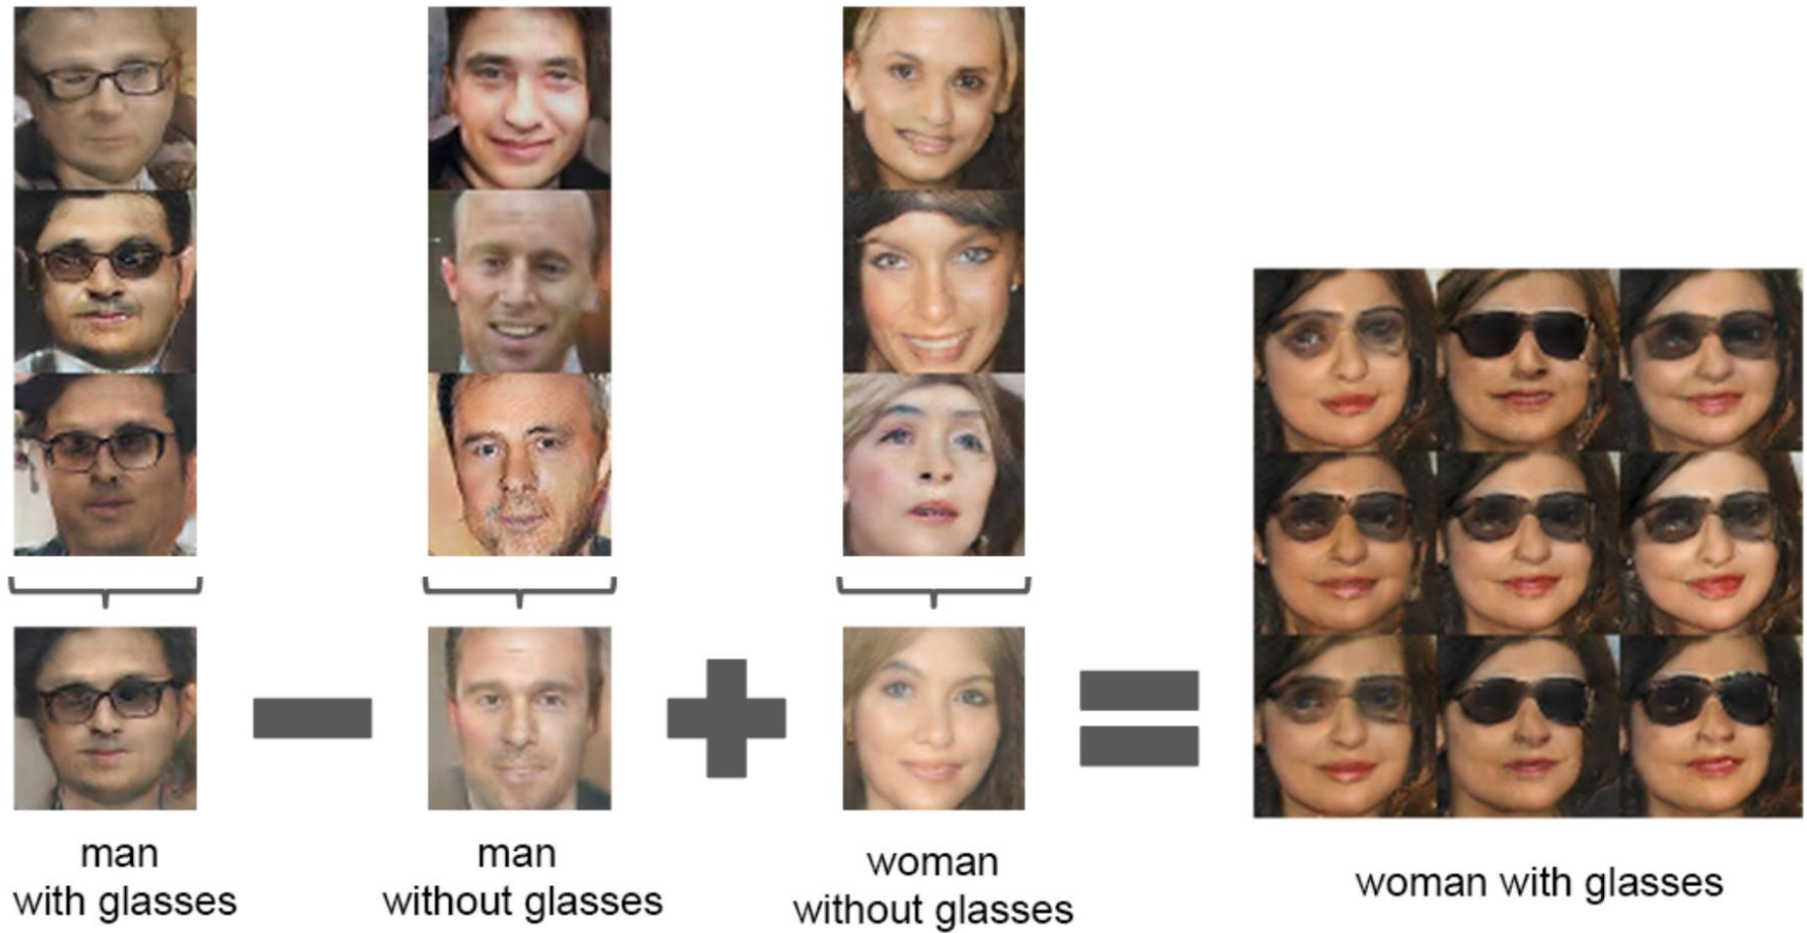 man
with glasses
man
without glasses
woman
without glasses
woman with glasses